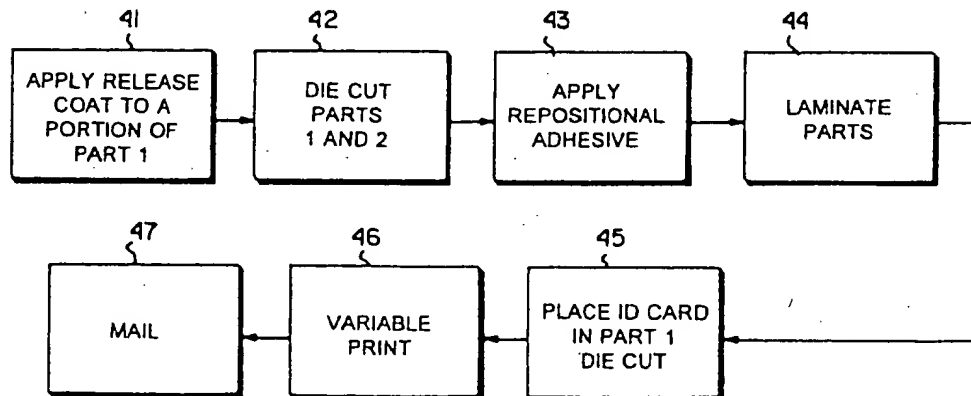 41
APPLY RELEASE
COAT TO A
PORTION OF
PART 1
42
DIE CUT
PARTS
1 AND 2
43
APPLY
REPOSITIONAL
ADHESIVE
44
LAMINATE
PARTS
47
MAIL
46
VARIABLE
PRINT
45
PLACE ID CARD
IN PART 1
DIE CUT